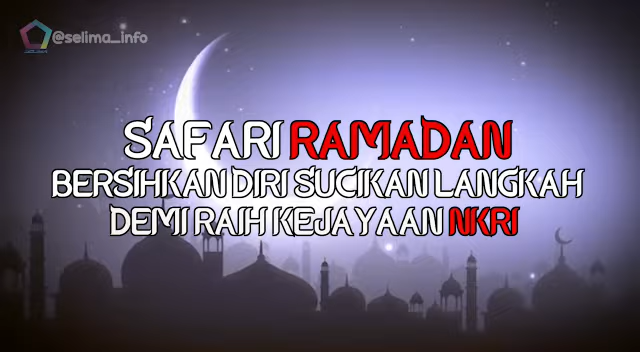 @selima_info
SAFARI RAMADAN
BERSIHKAN DIRI SUCIKAN LANGKAH
DEMI RAIH KEJAYAAN NKRI